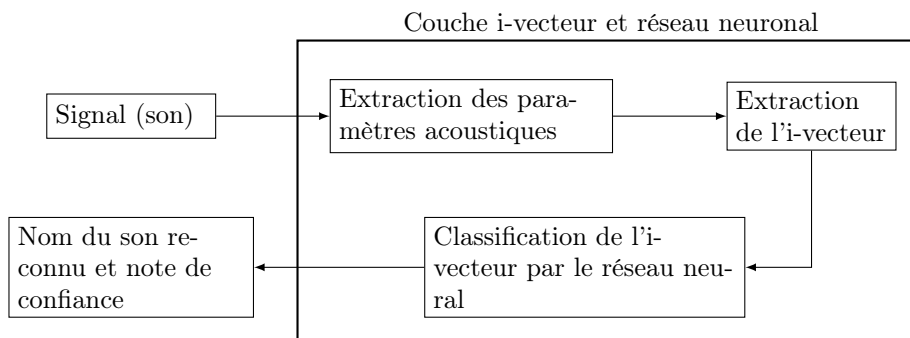 Couche i-vecteur et réseau neuronal
Signal (son)
Extraction des para-
mètres acoustiques
Extraction
de l'i-vecteur
Classification de l'i-
vecteur par le réseau neu-
ral
Nom du son re-
connu et note de
confiance